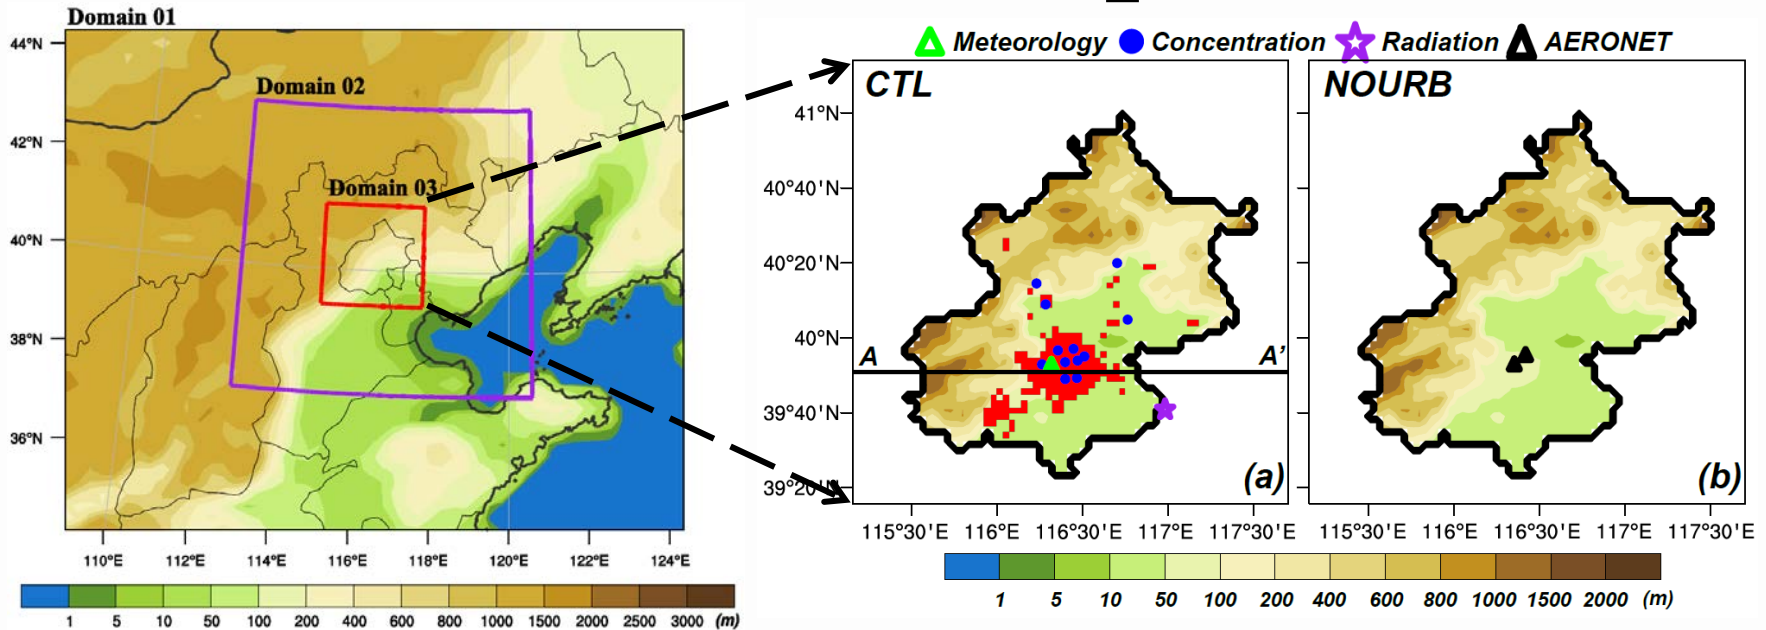 Domain 01
44°N
42°N
40°N
38°N
36°N
Domain 02
Domain 03
110°E 112°E 114°E 116°E 118°E 120°E 122°E 124°E
1 5 10 50 100 200 400 600 800 1000 1500 2000 2500 3000 (m)
Meteorology Concentration Radiation AERONET
CTL
41°N
40°40'N
40°20'N
40°N
39°40'N
39°20'N
A A’
(a)
115°30'E 116°E 116°30'E 117°E 117°30'E
NOURB
(b)
115°30'E 116°E 116°30'E 117°E 117°30'E
1 5 10 50 100 200 400 600 800 1000 1500 2000 (m)